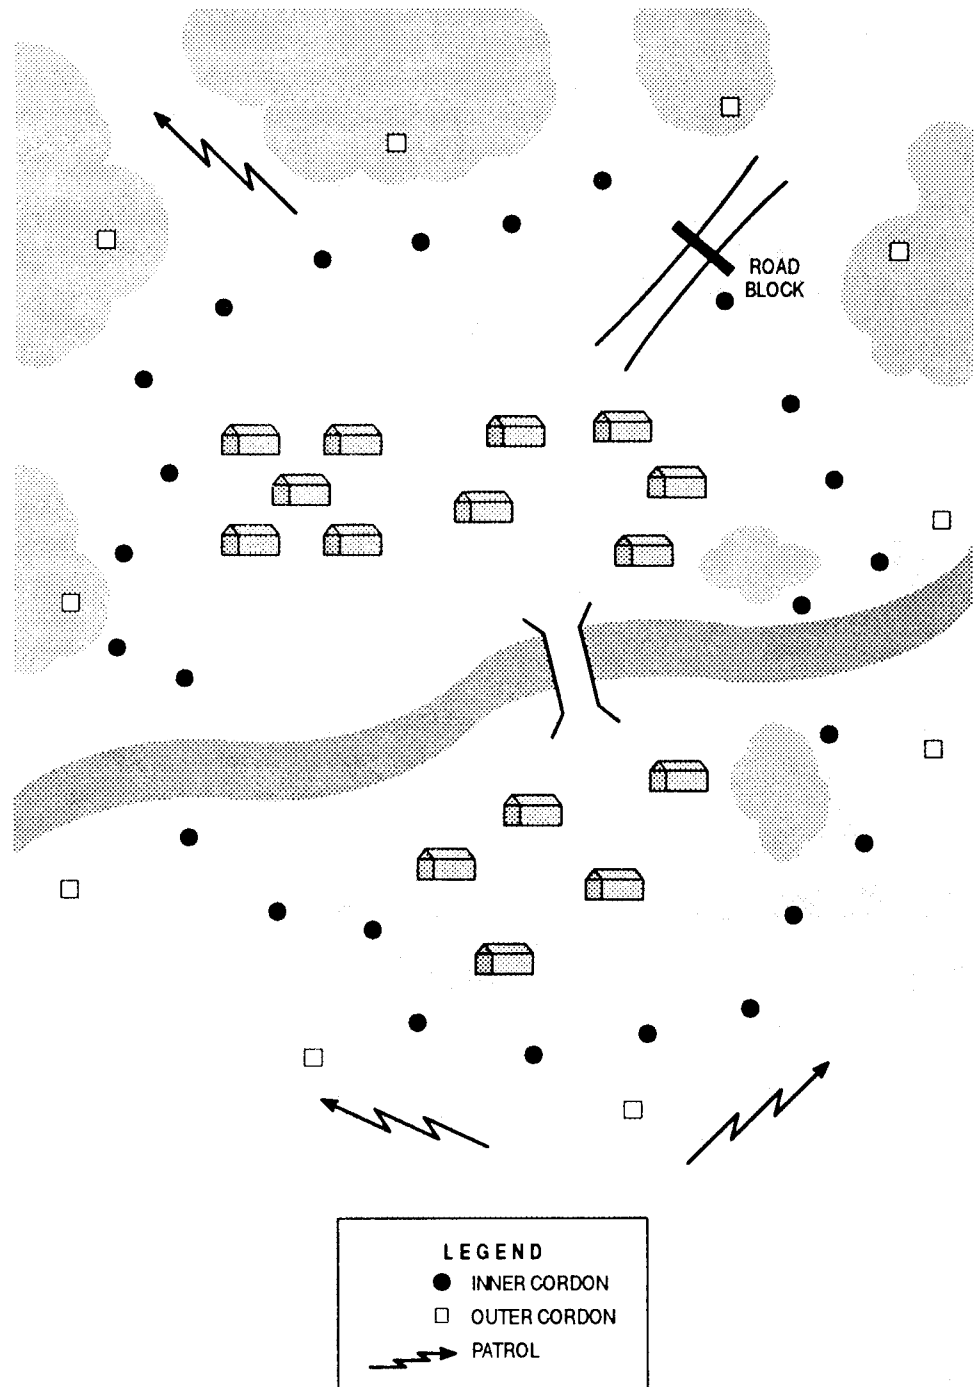 ROAD
BLOCK
LEGEND
INNER CORDON
OUTER CORDON
PATROL